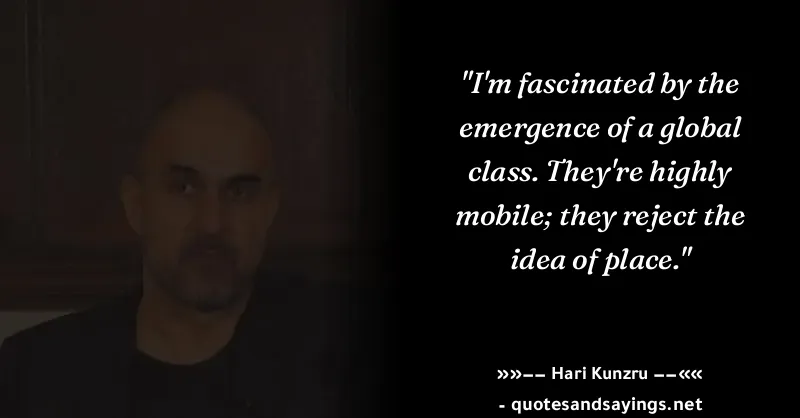 "I'm fascinated by the
emergence of a global
class. They're highly
mobile; they reject the
idea of place."
»»–– Hari Kunzru ––««
- quotesandsayings.net